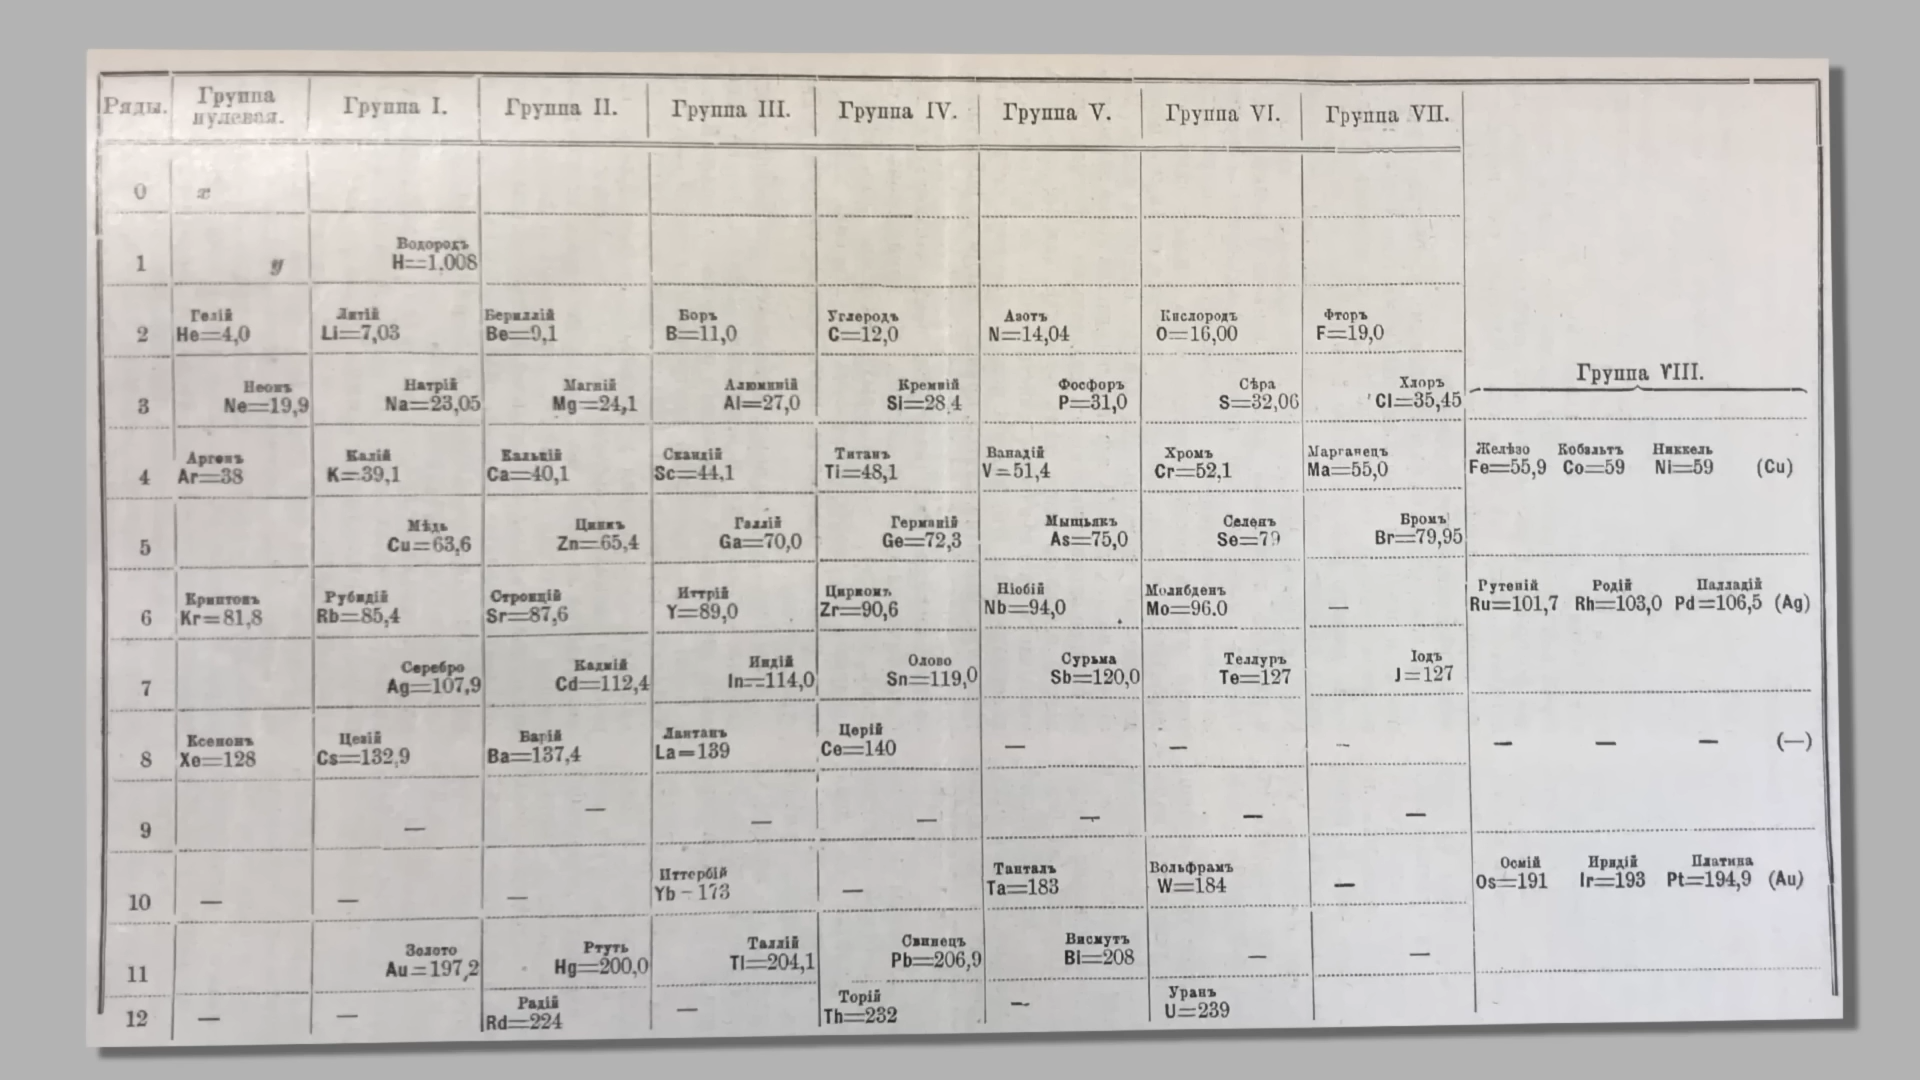 Ряды. Группа нулевая. Группа I. Группа II. Группа III. Группа IV. Группа V. Группа VI. Группа VII.
0 x
Водородъ
1 y H=1.008
Гелій Литій Бериллій Боръ Углеродъ Азотъ Кислородъ Фторъ
2 He=4,0 Li=7,03 Be=9,1 B=11,0 C=12,0 N=14,04 O=16,00 F=19,0
Группа VIII.
Неонъ Натрій Магній Алюминій Кремній Фосфоръ Сѣра Хлоръ
3 Ne=19,9 Na=23,05 Mg=24,1 Al=27,0 Si=28,4 P=31,0 S=32,06 Cl=35,45
Аргонъ Калій Кальцій Скандій Титанъ Ванадій Хромъ Марганецъ Желѣзо Кобальтъ Никкель
4 Ar=38 K=39,1 Ca=40,1 Sc=44,1 Ti=48,1 V=51,4 Cr=52,1 Ma=55,0 Fe=55,9 Co=59 Ni=59 (Cu)
Мѣдь Цинкъ Галлій Германій Мышьякъ Селенъ Бромъ
5 Cu=63,6 Zn=65,4 Ga=70,0 Ge=72,3 As=75,0 Se=79 Br=79,95
Криптонъ Рубидій Стронцій Иттрій Цирконъ Ніобій Молибденъ Рутеній Родій Палладій
6 Kr=81,8 Rb=85,4 Sr=87,6 Y=89,0 Zr=90,6 Nb=94,0 Mo=96.0 — Ru=101,7 Rh=103,0 Pd=106,5 (Ag)
Серебро Кадмій Индій Олово Сурьма Теллуръ Іодъ
7 Ag=107,9 Cd=112,4 In=114,0 Sn=119,0 Sb=120,0 Te=127 J=127
Ксенонъ Цезій Барій Лантанъ Церій
8 Xe=128 Cs=132,9 Ba=137,4 La=139 Ce=140 — — — — — — (—)
9 — — — — — — —
Иттербій Танталъ Вольфрамъ Осмій Иридій Платина
10 — — — Yb-173 — Ta=183 W=184 — Os=191 Ir=193 Pt=194,9 (Au)
Золото Ртуть Таллій Свинецъ Висмутъ
11 Au=197,2 Hg=200,0 Tl=204,1 Pb=206,9 Bi=208 — —
Радій Торій Уранъ
12 — — Rd=224 — Th=232 — U=239